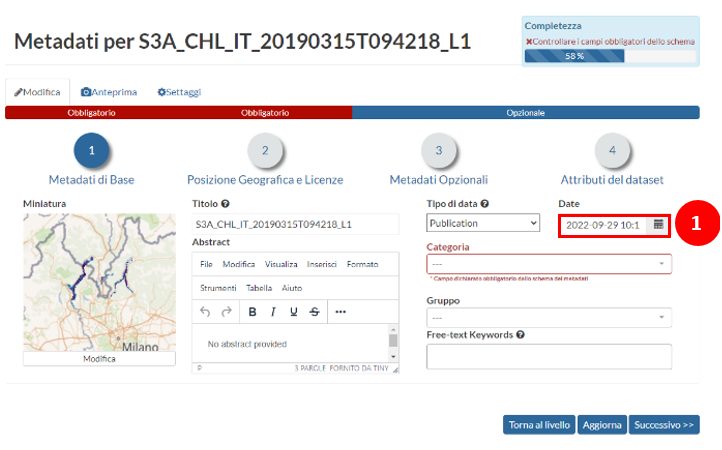 Completezza
Metadati per S3A_CHL_IT_20190315T094218_L1
✖Controllare i campi obbligatori dello schema
58 %
Modifica Anteprima Settaggi
Obbligatorio Obbligatorio Opzionale
1 2 3 4
Metadati di Base Posizione Geografica e Licenze Metadati Opzionali Attributi del dataset
Miniatura Titolo Tipo di data Date
S3A_CHL_IT_20190315T094218_L1 Publication 2022-09-29 10:1 1
Abstract Categoria
File Modifica Visualizza Inserisci Formato ---
* Campo dichiarato obbligatorio dallo schema dei metadati
Strumenti Tabella Aiuto
Gruppo
B I U S ••• ---
Free-text Keywords
No abstract provided
Milano
Modifica
P 3 PAROLE FORNITO DA TINY
Torna al livello Aggiorna Successivo >>